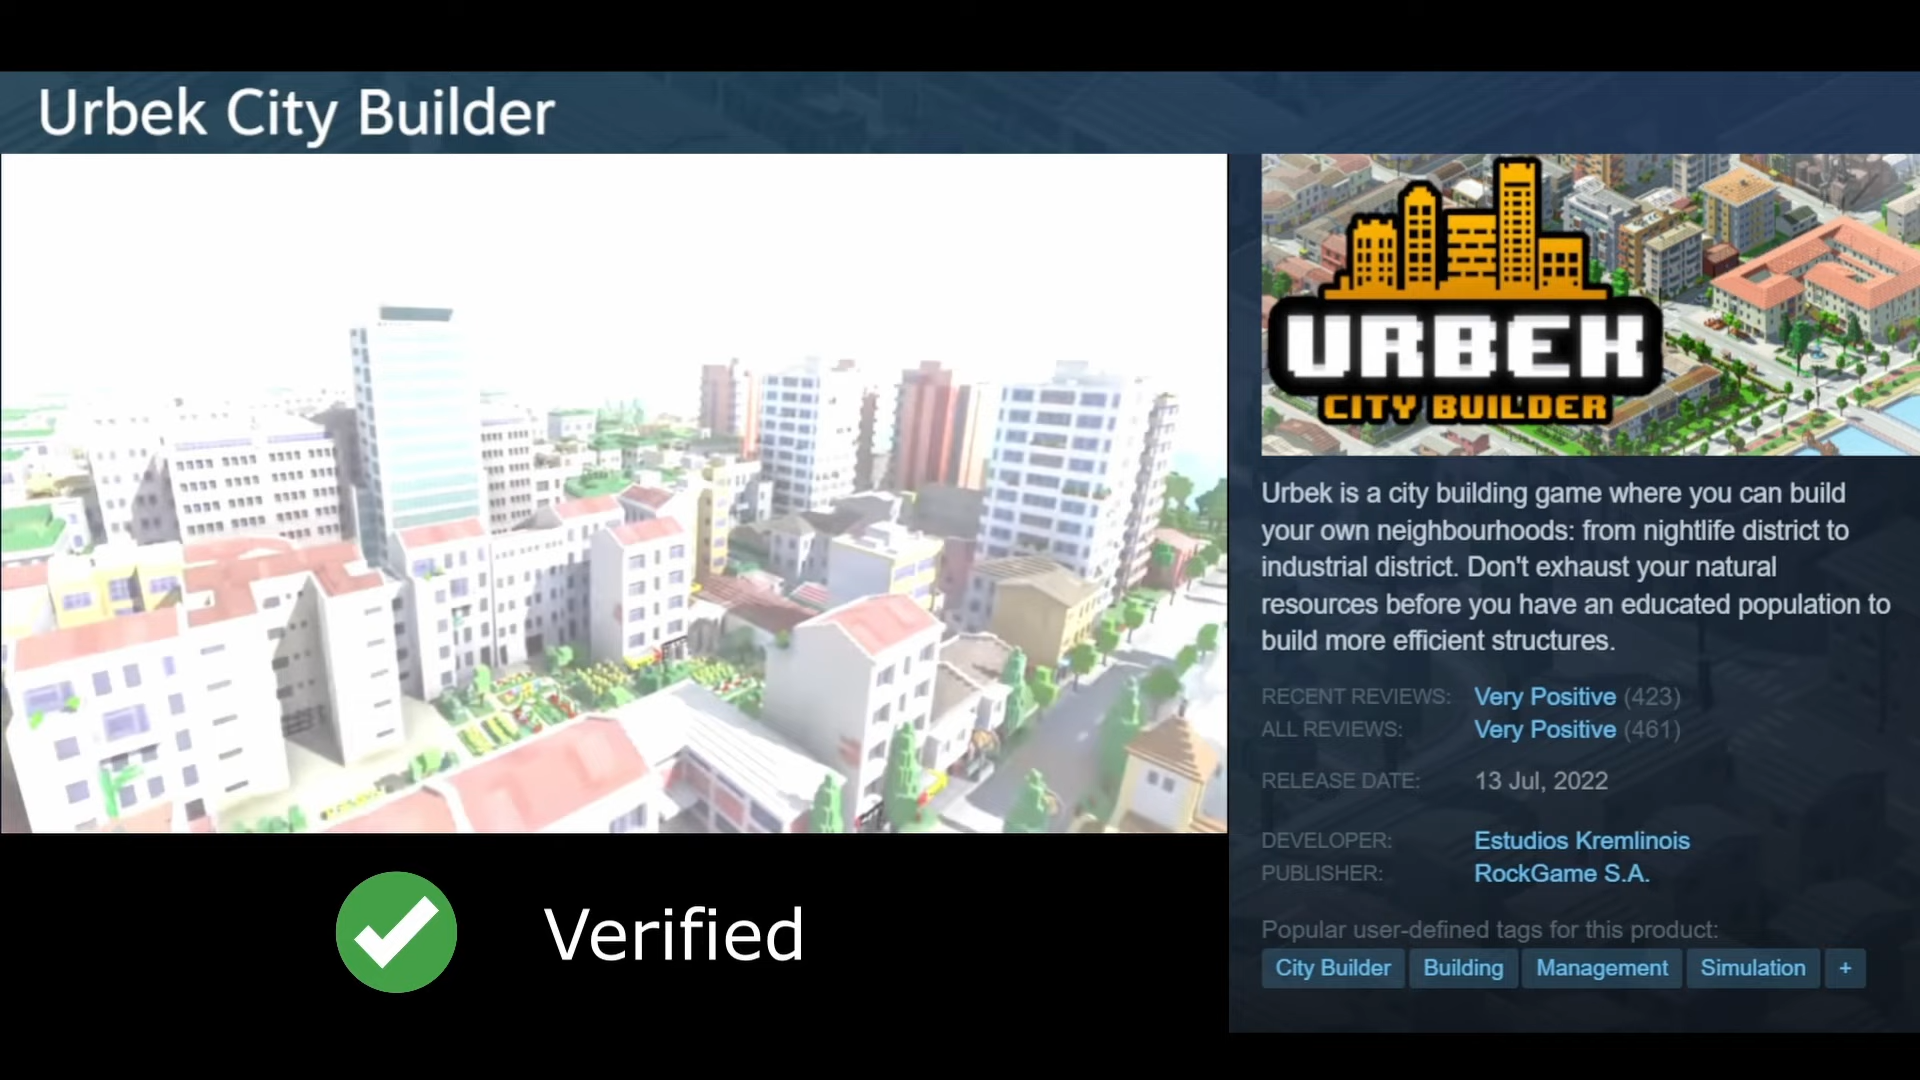 Urbek City Builder
URBEK
CITY BUILDER
Urbek is a city building game where you can build
your own neighbourhoods: from nightlife district to
industrial district. Don't exhaust your natural
resources before you have an educated population to
build more efficient structures.
RECENT REVIEWS: Very Positive (423)
ALL REVIEWS: Very Positive (461)
RELEASE DATE: 13 Jul, 2022
DEVELOPER: Estudios Kremlinois
PUBLISHER: RockGame S.A.
Popular user-defined tags for this product:
City Builder Building Management Simulation +
Verified